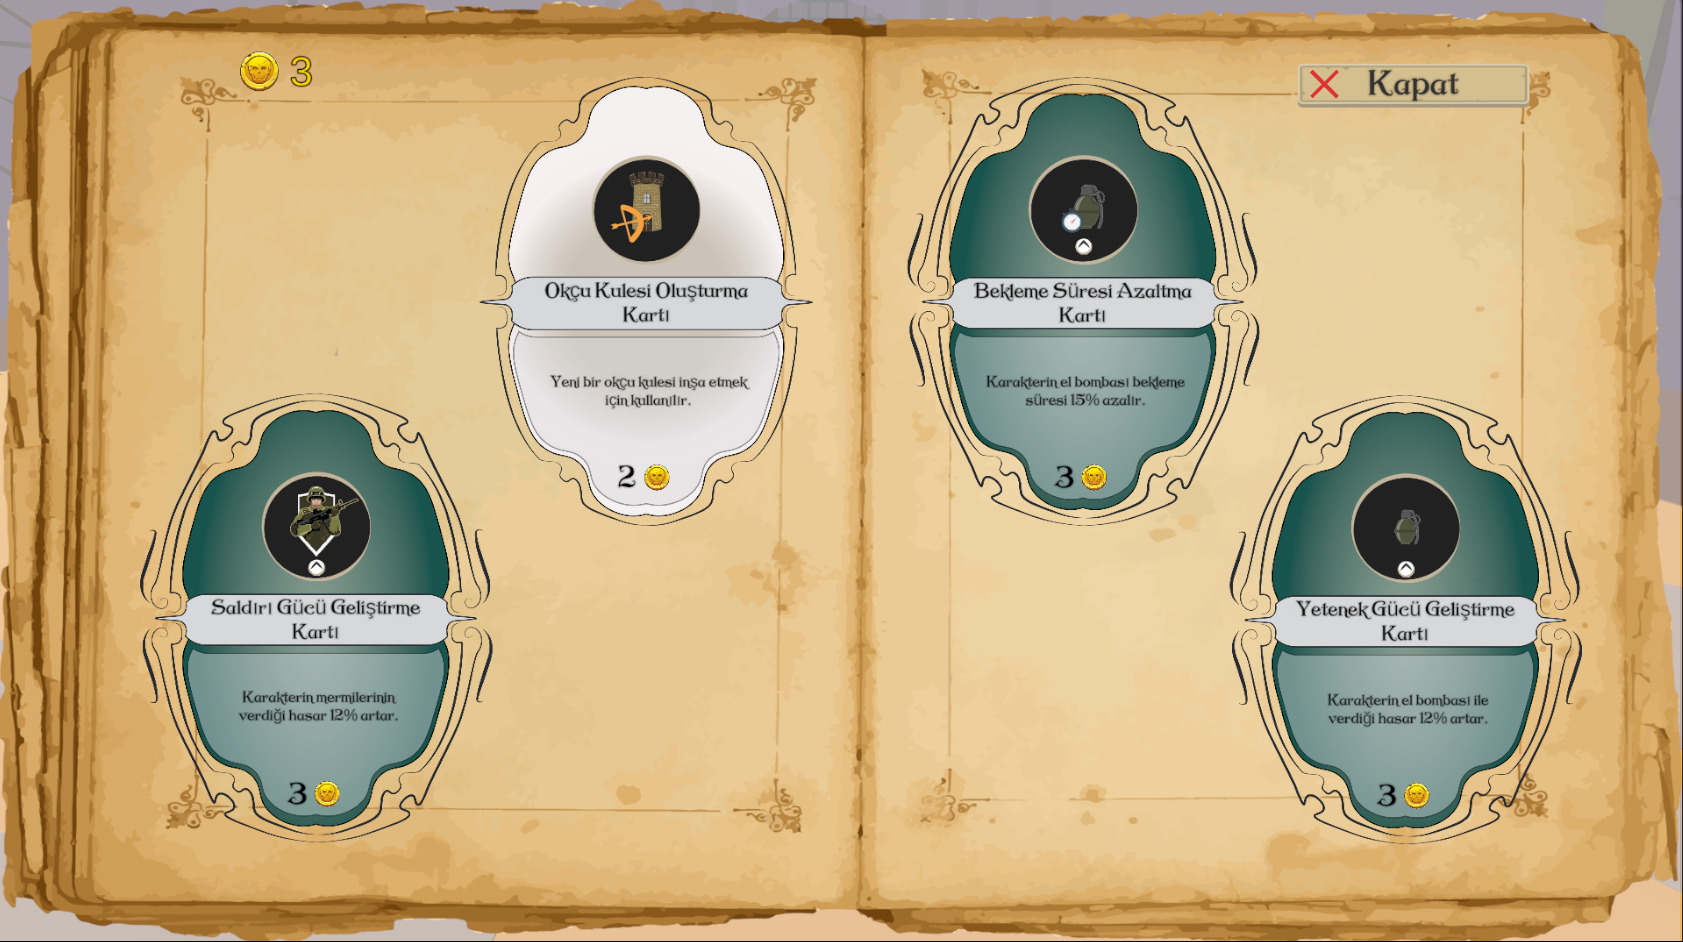 3
Kapat
Okçu Kulesi Oluşturma
Kartı
Yeni bir okçu kulesi inşa etmek
için kullanılır.
2
Bekleme Süresi Azaltma
Kartı
Karakterin el bombası bekleme
süresi 15% azalır.
3
Saldırı Gücü Geliştirme
Kartı
Karakterin mermilerinin
verdiği hasar 12% artar.
3
Yetenek Gücü Geliştirme
Kartı
Karakterin el bombası ile
verdiği hasar 12% artar.
3